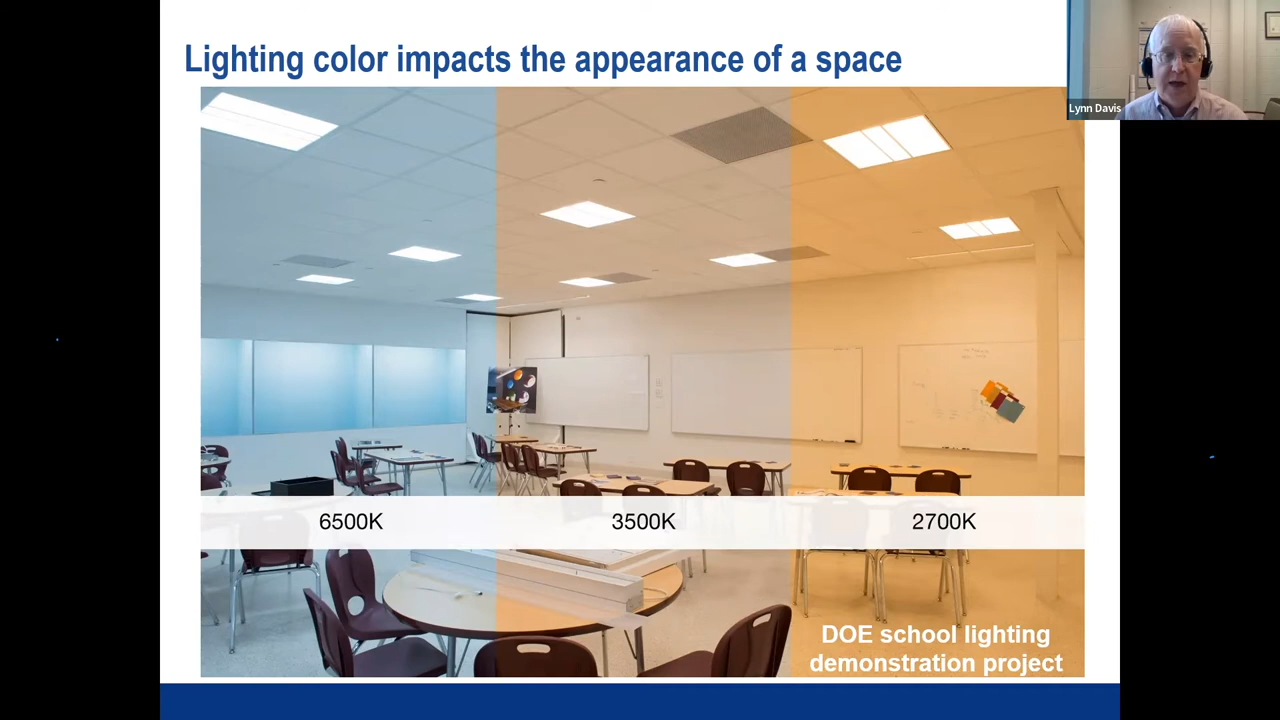 Lighting color impacts the appearance of a space
Lynn Davis
6500K
3500K
2700K
DOE school lighting
demonstration project